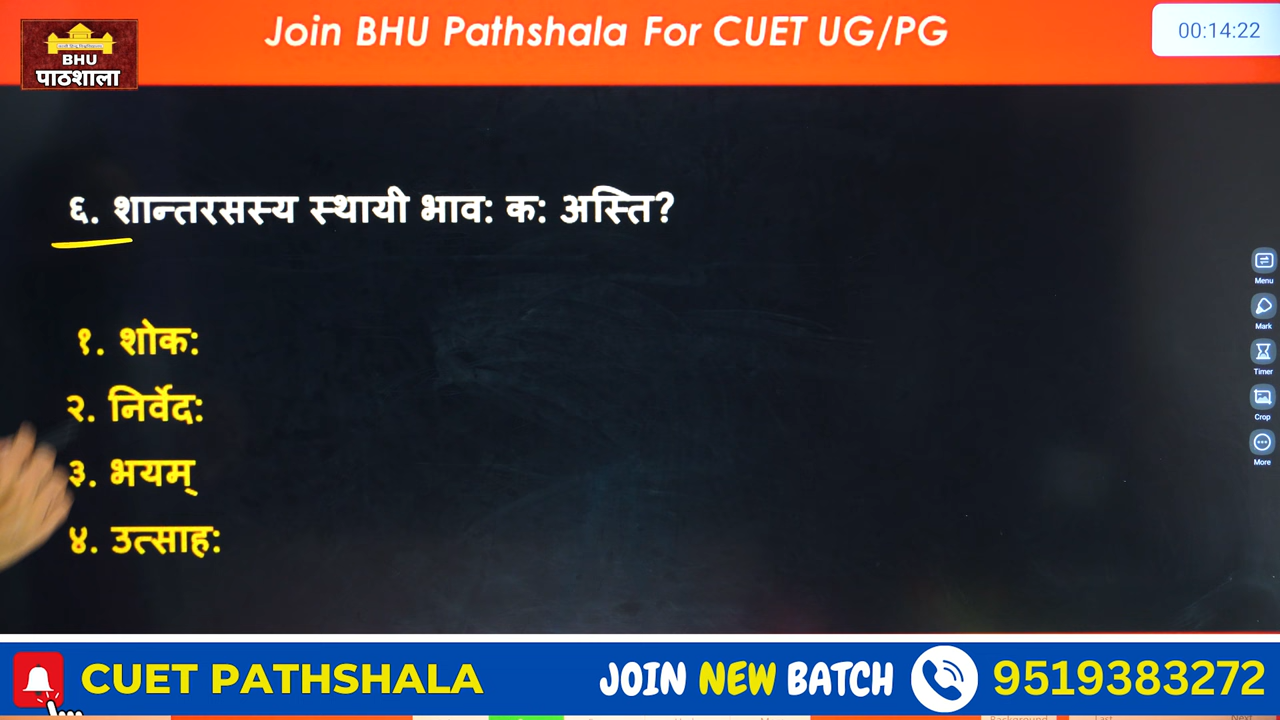 Join BHU Pathshala For CUET UG/PG
00:14:22
BHU
पाठशाला
६. शान्तरसस्य स्थायी भाव: क: अस्ति?
१. शोक:
२. निर्वेद:
३. भयम्
४. उत्साह:
Menu
Mark
Timer
Crop
More
CUET PATHSHALA
JOIN NEW BATCH
9519383272